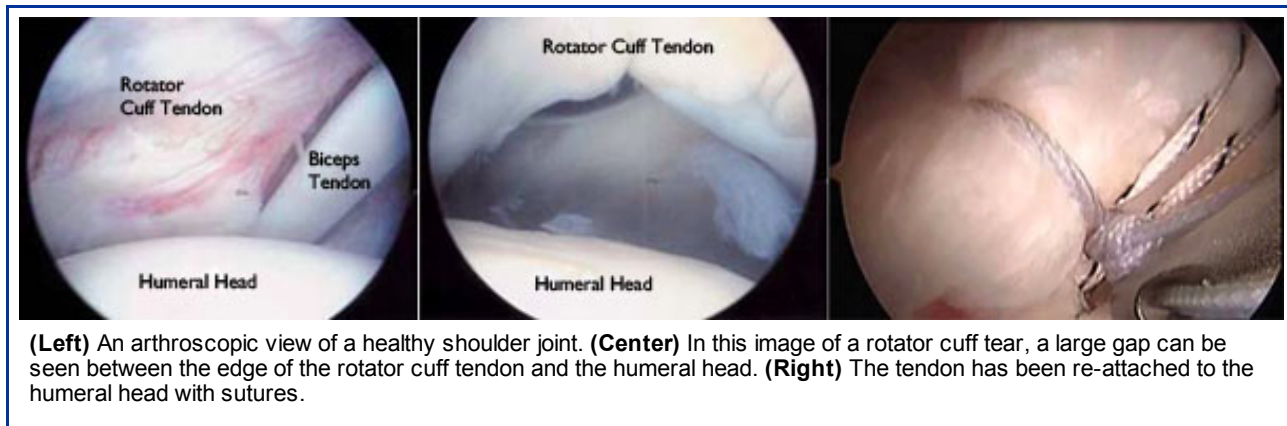 Rotator
Cuff Tendon
Biceps
Tendon
Humeral Head
Rotator Cuff Tendon
Humeral Head
(Left) An arthroscopic view of a healthy shoulder joint. (Center) In this image of a rotator cuff tear, a large gap can be
seen between the edge of the rotator cuff tendon and the humeral head. (Right) The tendon has been re-attached to the
humeral head with sutures.